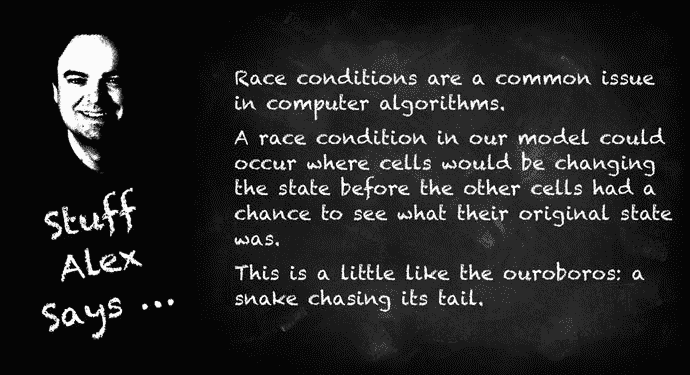 Stuff
Alex
says ...
Race conditions are a common issue
in computer algorithms.
A race condition in our model could
occur where cells would be changing
the state before the other cells had a
chance to see what their original state
was.
This is a little like the ouroboros: a
snake chasing its tail.